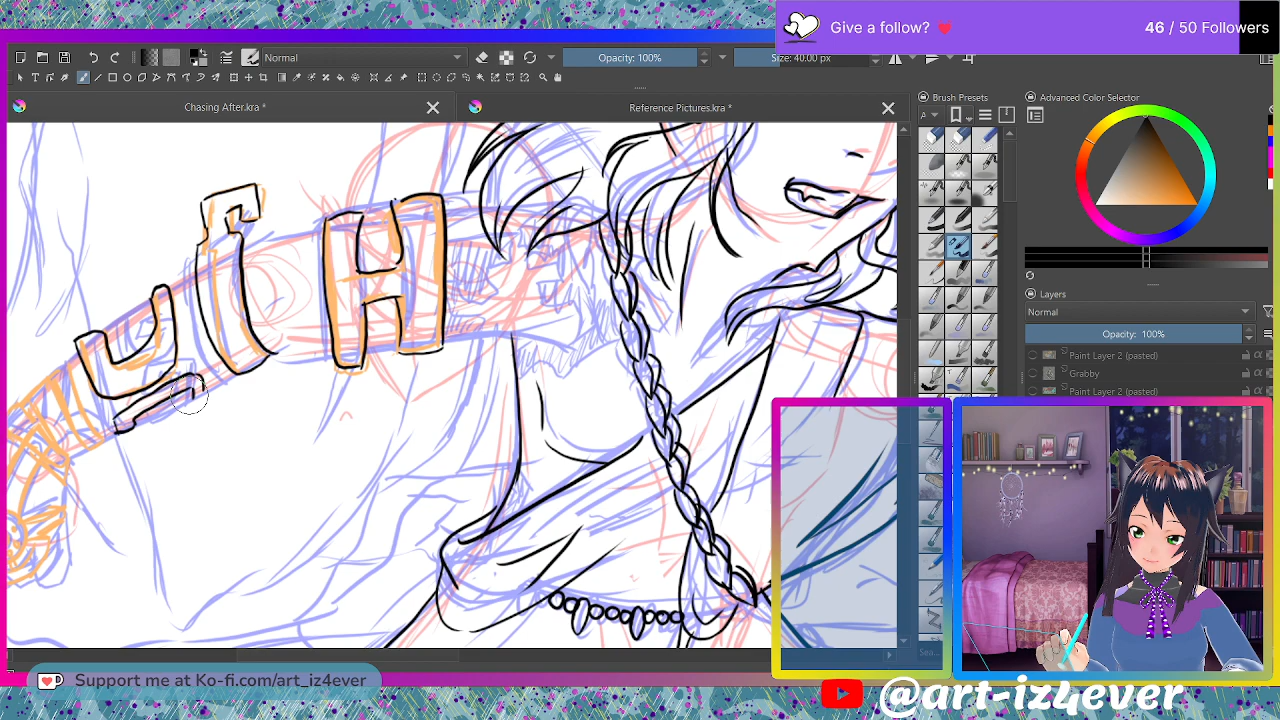 Give a follow? 46 / 50 Followers
Normal Opacity: 100% Size: 40.00 px
Chasing After.kra * Reference Pictures.kra *
Brush Presets
Advanced Color Selector
A
Layers
Normal
Opacity: 100%
Paint Layer 2 (pasted)
Grabby
Paint Layer 2 (pasted)
H
Sea...
Support me at Ko-fi.com/art_iz4ever
@art-iz4ever